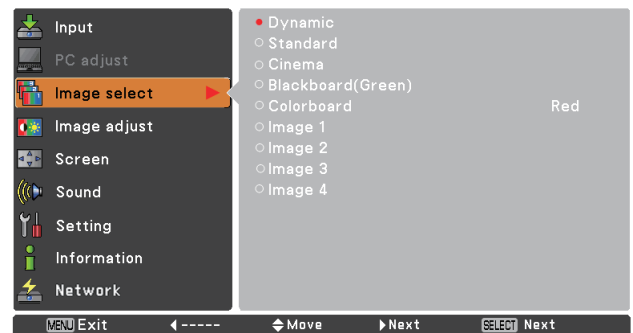 Input
PC adjust
Image select
Image adjust
Screen
Sound
Setting
Information
Network
Dynamic
Standard
Cinema
Blackboard(Green)
Colorboard Red
Image 1
Image 2
Image 3
Image 4
MENU Exit ----- Move Next SELECT Next